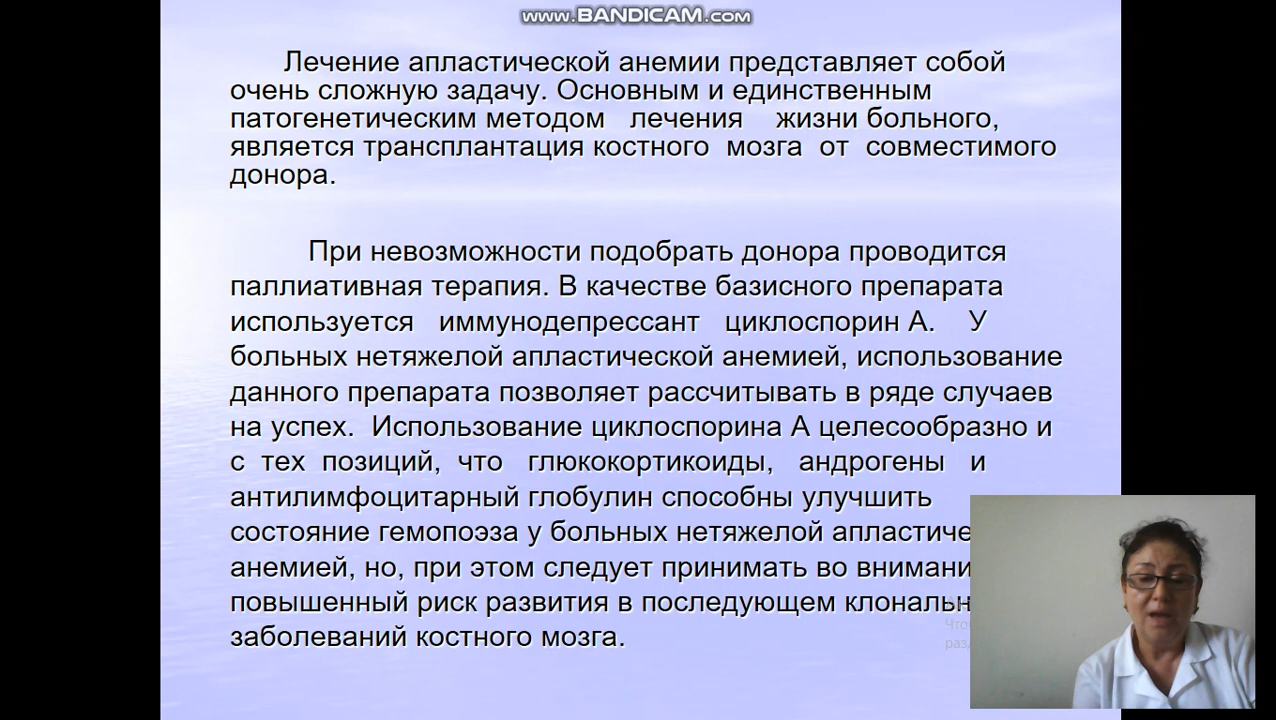 www.BANDICAM.com
Лечение апластической анемии представляет собой
очень сложную задачу. Основным и единственным
патогенетическим методом лечения жизни больного,
является трансплантация костного мозга от совместимого
донора.
При невозможности подобрать донора проводится
паллиативная терапия. В качестве базисного препарата
используется иммунодепрессант циклоспорин А. У
больных нетяжелой апластической анемией, использование
данного препарата позволяет рассчитывать в ряде случаев
на успех. Использование циклоспорина А целесообразно и
с тех позиций, что глюкокортикоиды, андрогены и
антилимфоцитарный глобулин способны улучшить
состояние гемопоэза у больных нетяжелой апластиче
анемией, но, при этом следует принимать во внимани
повышенный риск развития в последующем клональн
заболеваний костного мозга.